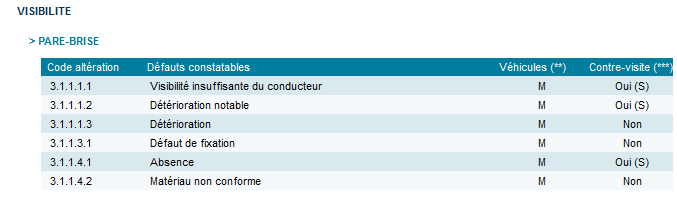 VISIBILITE
> PARE-BRISE
Code altération Défauts constatables Véhicules (**) Contre-visite (***)
3.1.1.1.1 Visibilité insuffisante du conducteur M Oui (S)
3.1.1.1.2 Détérioration notable M Oui (S)
3.1.1.1.3 Détérioration M Non
3.1.1.3.1 Défaut de fixation M Non
3.1.1.4.1 Absence M Oui (S)
3.1.1.4.2 Matériau non conforme M Non